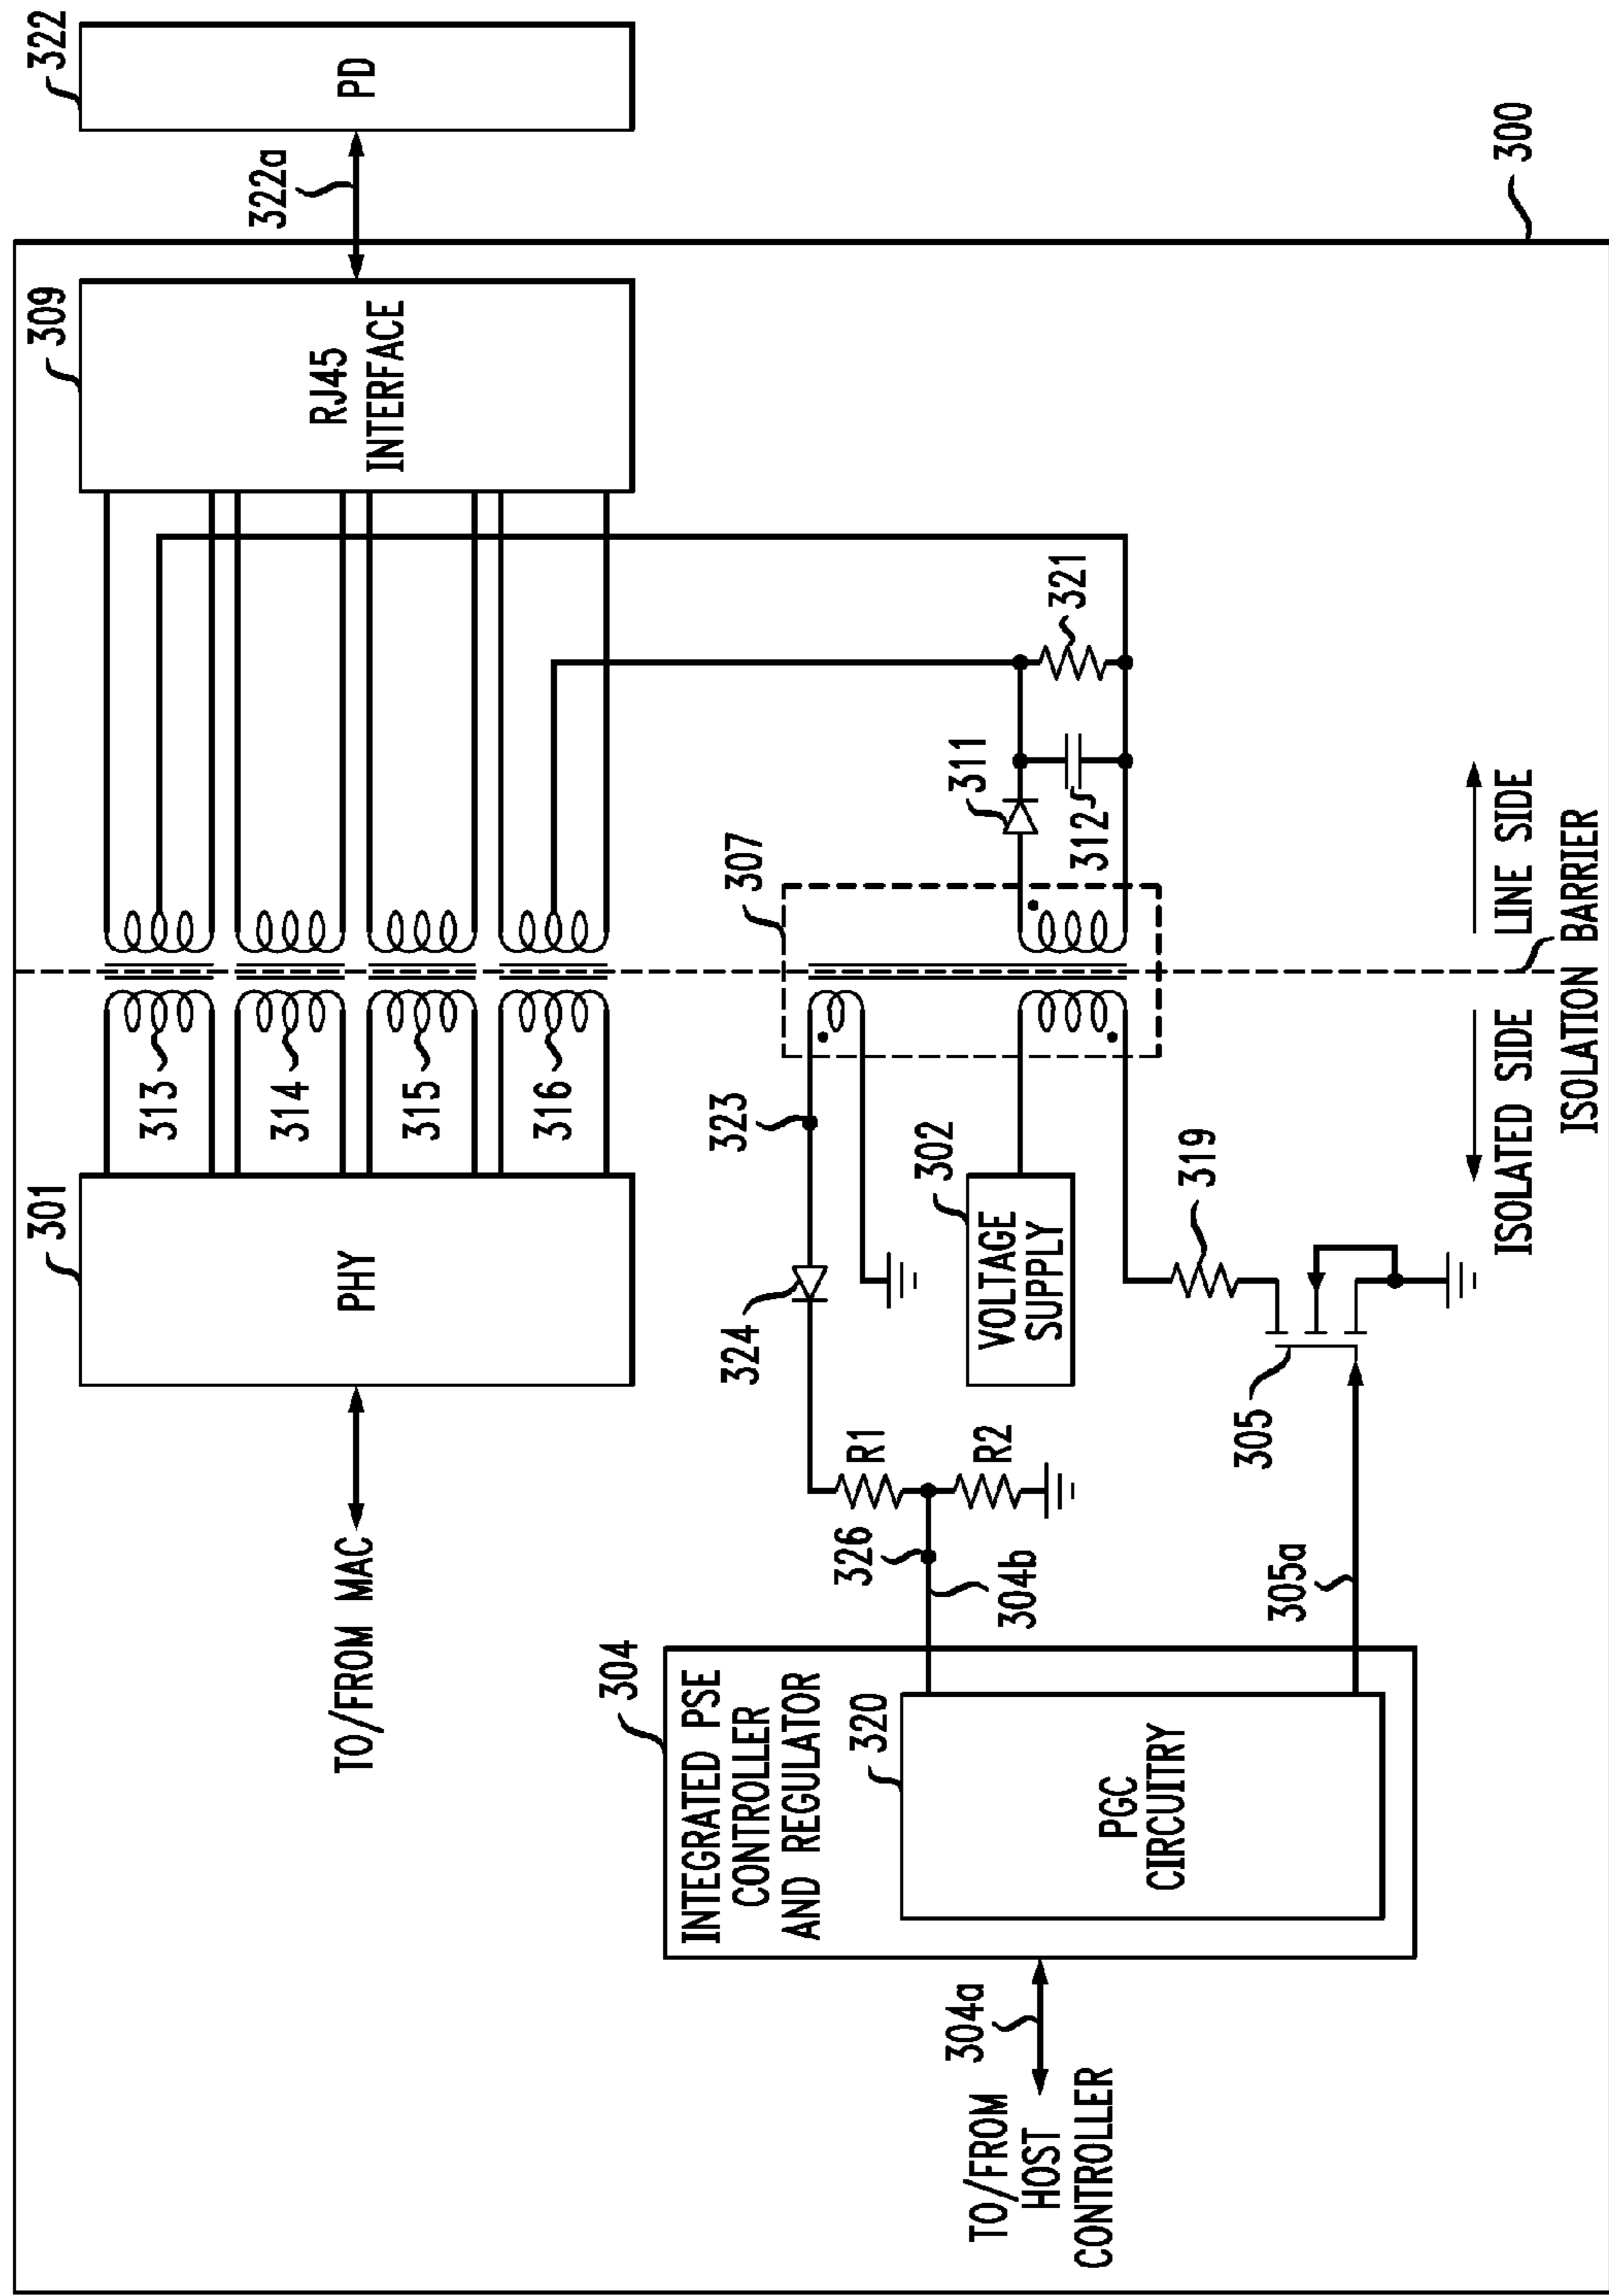 301
PHY
TO/FROM MAC
313
314
315
316
309
RJ45
INTERFACE
322a
322
PD
304
INTEGRATED PSE
CONTROLLER
AND REGULATOR
320
PGC
CIRCUITRY
304a
TO/FROM
HOST
CONTROLLER
326
304b
305a
R1
R2
324
323
302
VOLTAGE
SUPPLY
305
319
307
311
312
321
ISOLATED SIDE
LINE SIDE
ISOLATION BARRIER
300